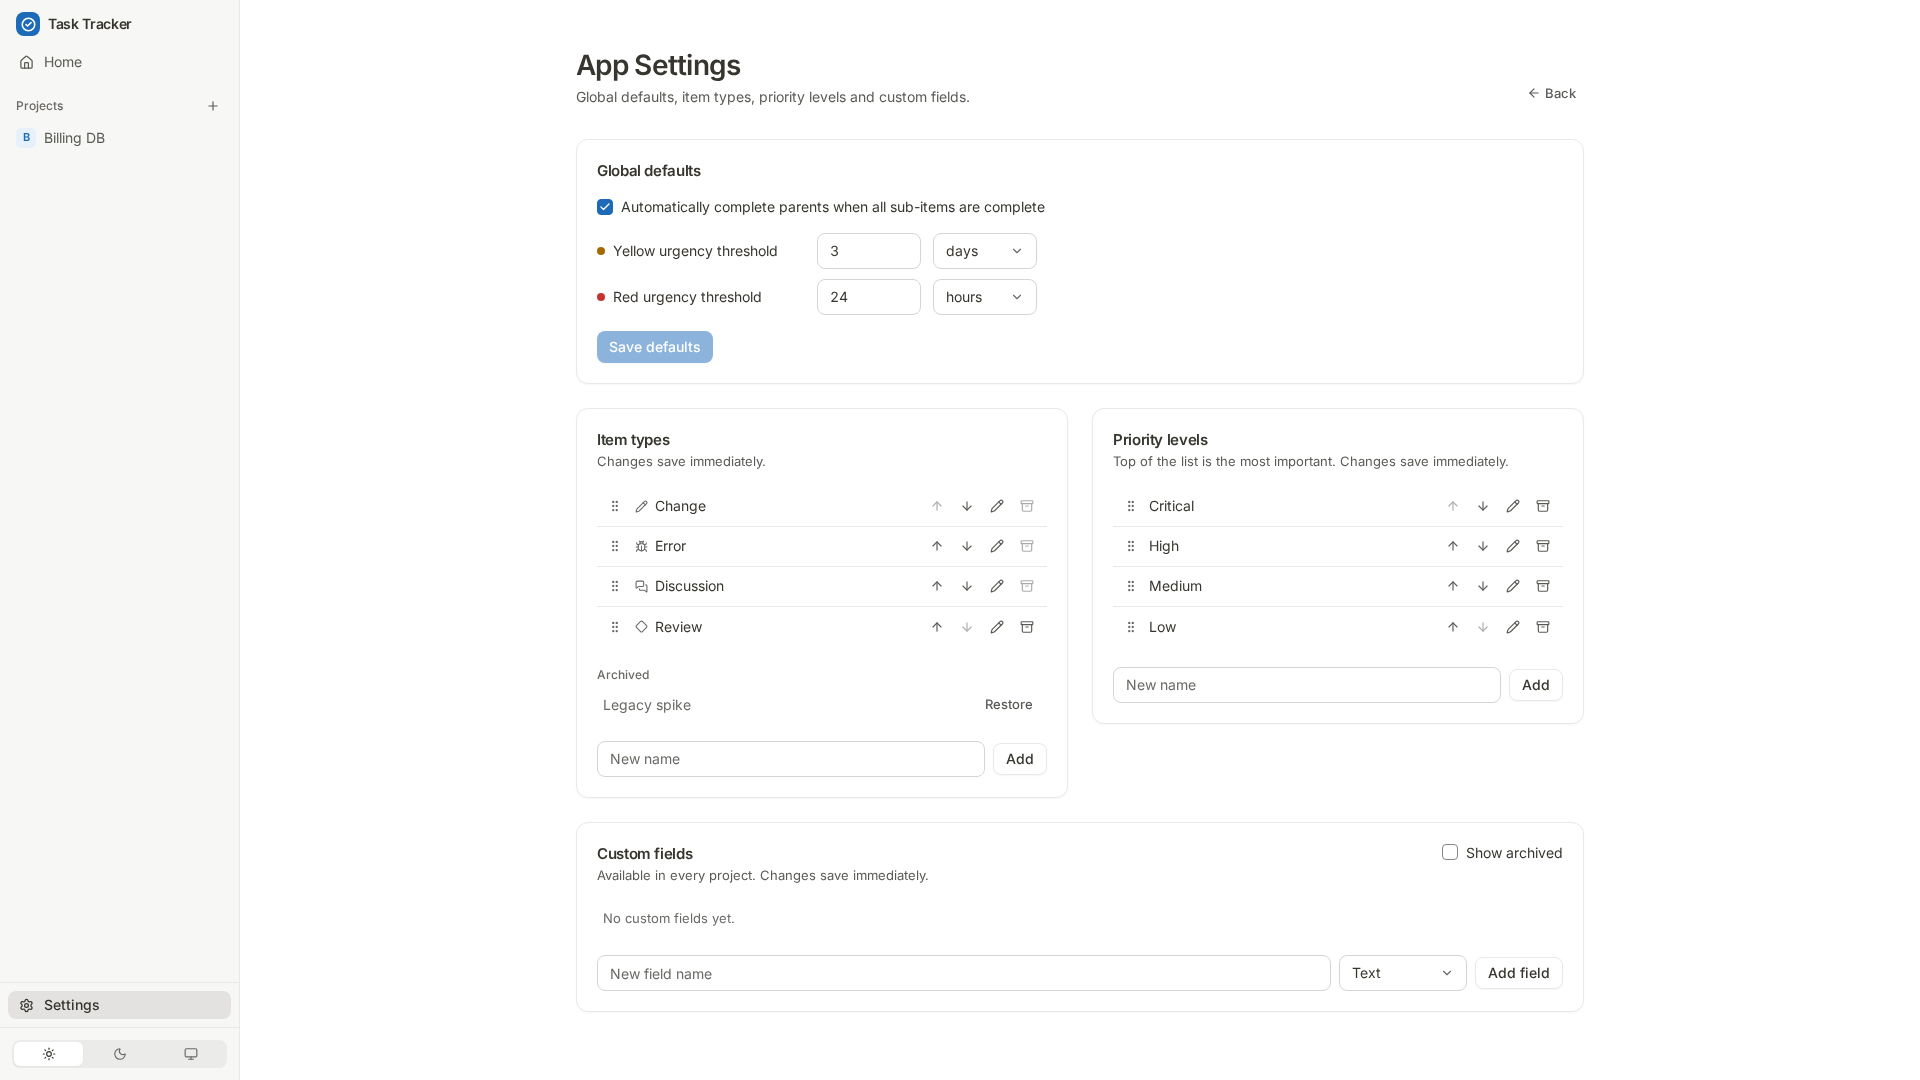 Task Tracker
Home
Projects
B Billing DB
Settings
App Settings
Global defaults, item types, priority levels and custom fields.
Back
Global defaults
Automatically complete parents when all sub-items are complete
Yellow urgency threshold 3 days
Red urgency threshold 24 hours
Save defaults
Item types
Changes save immediately.
Change
Error
Discussion
Review
Archived
Legacy spike Restore
New name Add
Priority levels
Top of the list is the most important. Changes save immediately.
Critical
High
Medium
Low
New name Add
Custom fields
Show archived
Available in every project. Changes save immediately.
No custom fields yet.
New field name Text Add field